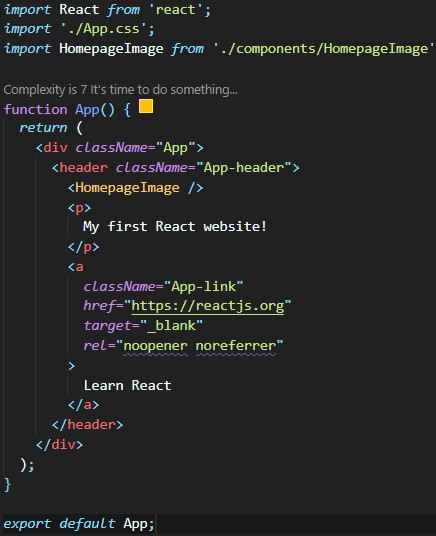 import React from 'react';
import './App.css';
import HomepageImage from './components/HomepageImage'
Complexity is 7 It's time to do something...
function App() {
  return (
    <div className="App">
      <header className="App-header">
        <HomepageImage />
        <p>
          My first React website!
        </p>
        <a
          className="App-link"
          href="https://reactjs.org"
          target="_blank"
          rel="noopener noreferrer"
        >
          Learn React
        </a>
      </header>
    </div>
  );
}
export default App;